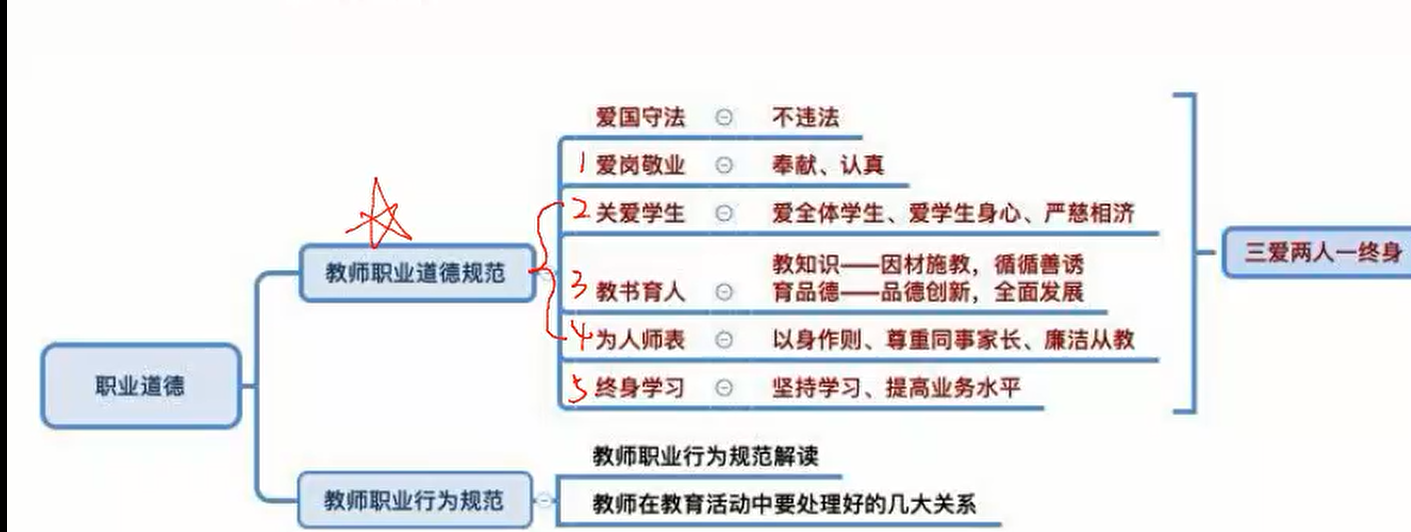 爱国守法 不违法
1 爱岗敬业 奉献、认真
2 关爱学生 爱全体学生、爱学生身心、严慈相济
教师职业道德规范
三爱两人一终身
教知识——因材施教，循循善诱
3 教书育人 育品德——品德创新，全面发展
4 为人师表 以身作则、尊重同事家长、廉洁从教
职业道德
5 终身学习 坚持学习、提高业务水平
教师职业行为规范解读
教师职业行为规范
教师在教育活动中要处理好的几大关系